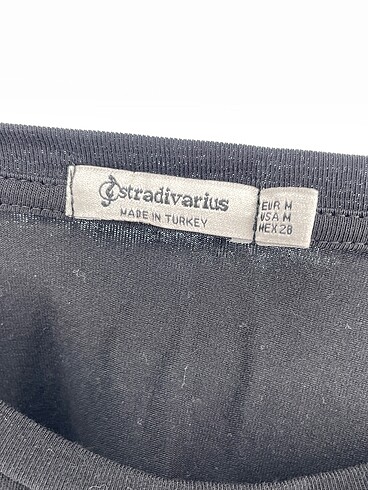 stradivarius
MADE IN TURKEY
EUR M
USA M
MEX 28